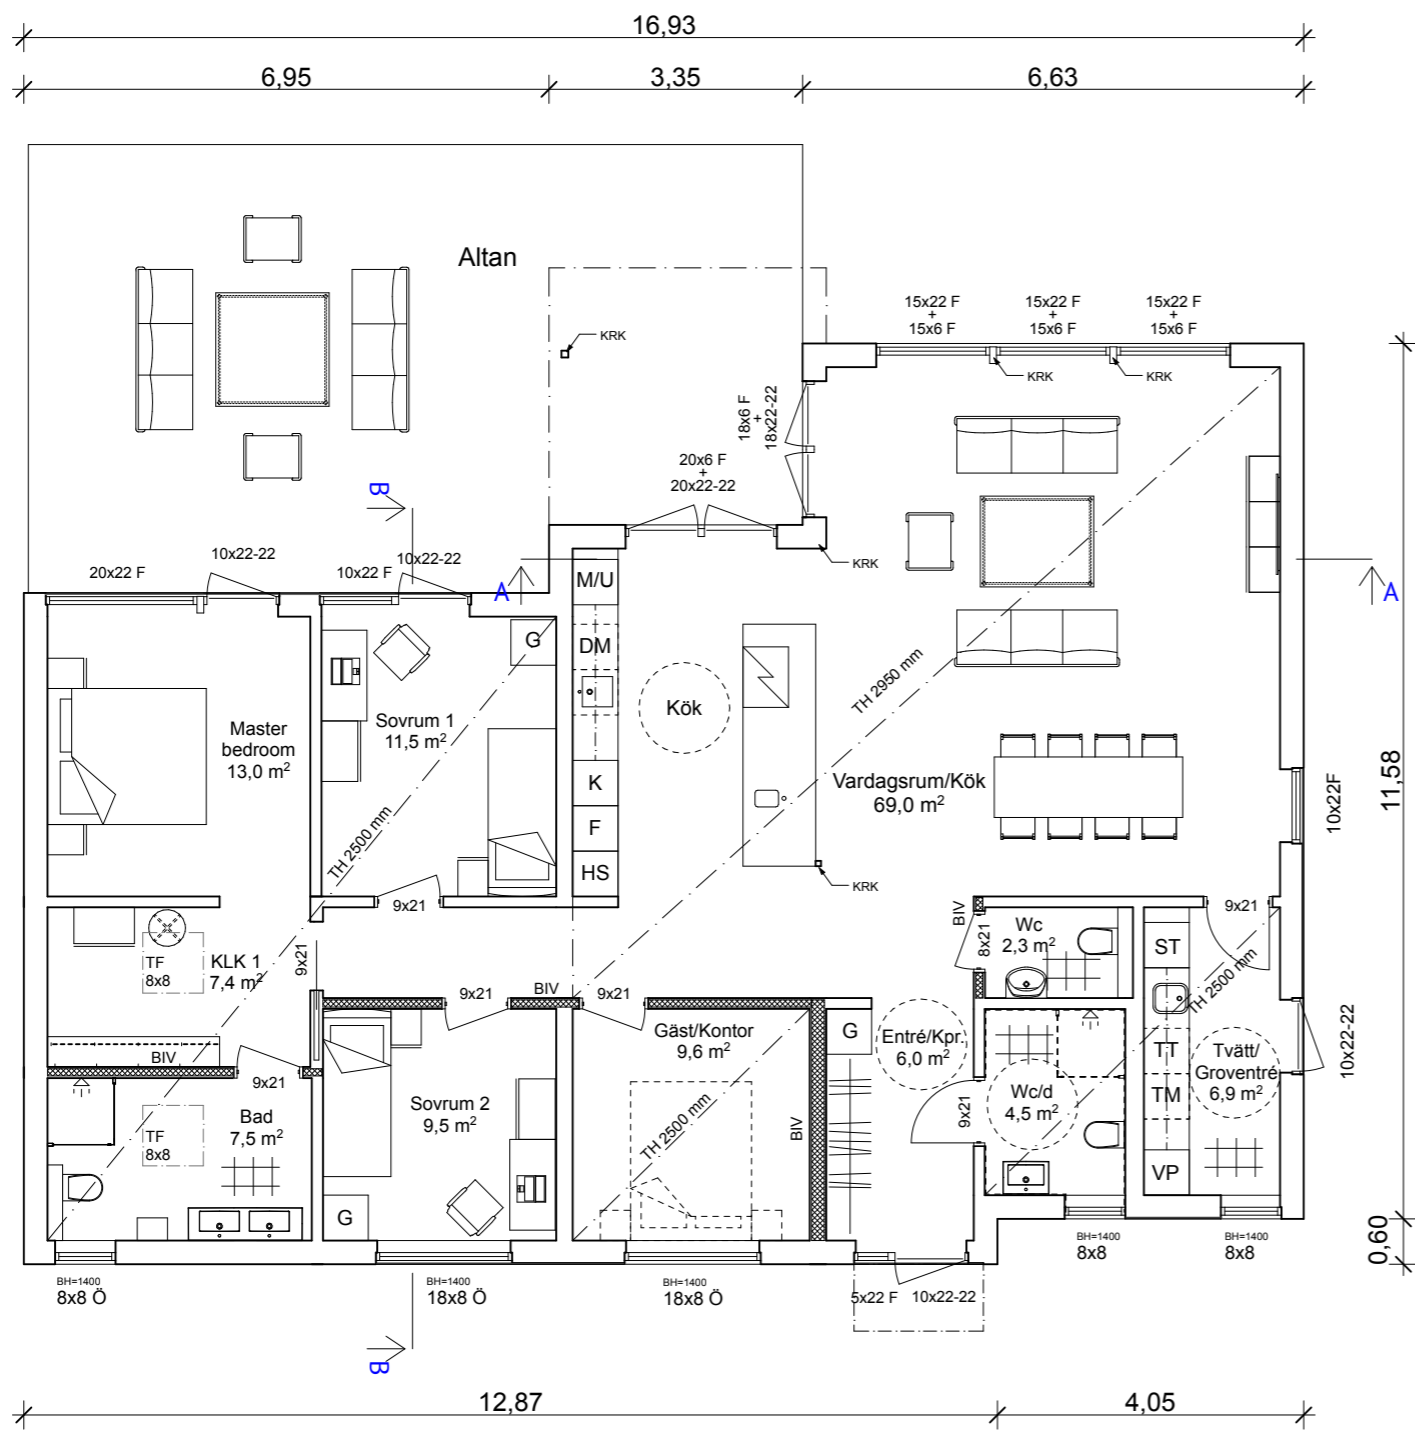 16,93
6,95
3,35
6,63
Altan
KRK
15x22 F
+
15x6 F
15x22 F
+
15x6 F
15x22 F
+
15x6 F
KRK
KRK
18x6 F
+
18x22-22
20x6 F
+
20x22-22
B
KRK
20x22 F
10x22-22
10x22 F
10x22-22
A
A
M/U
DM
K
F
HS
G
Kök
TH 2950 mm
Master
bedroom
13,0 m²
Sovrum 1
11,5 m²
TH 2500 mm
Vardagsrum/Kök
69,0 m²
KRK
10x22F
11,58
9x21
9x21
BIV
8x21
Wc
2,3 m²
ST
TF
8x8
KLK 1
7,4 m²
9x21
9x21
BIV
9x21
TH 2500 mm
BIV
9x21
Gäst/Kontor
9,6 m²
G
Entré/Kpr.
6,0 m²
TT
TM
VP
Tvätt/
Groventré
6,9 m²
10x22-22
TF
8x8
Bad
7,5 m²
Sovrum 2
9,5 m²
TH 2500 mm
BIV
9x21
Wc/d
4,5 m²
G
BH=1400
8x8 Ö
BH=1400
18x8 Ö
BH=1400
18x8 Ö
5x22 F
10x22-22
BH=1400
8x8
BH=1400
8x8
0,60
B
12,87
4,05